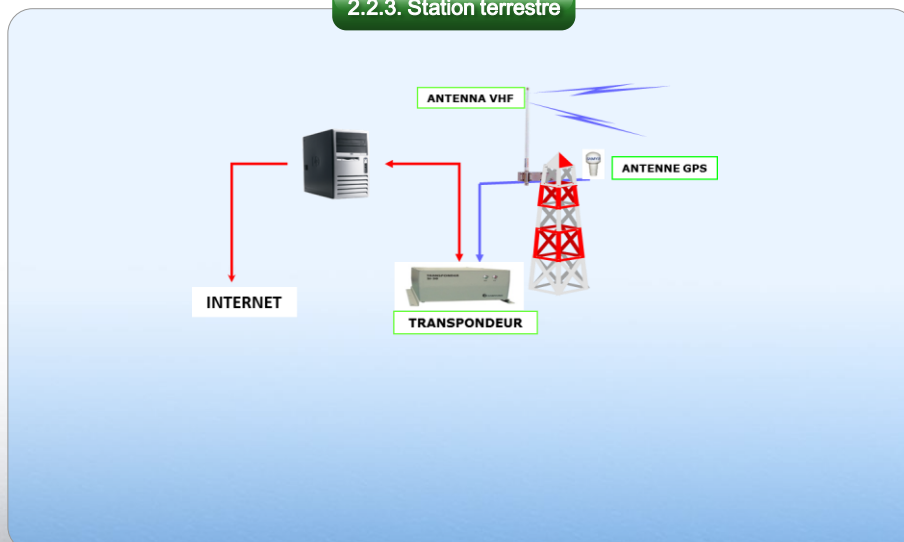 2.2.3. Station terrestre
ANTENNA VHF
ANTENNE GPS
INTERNET
TRANSPONDEUR